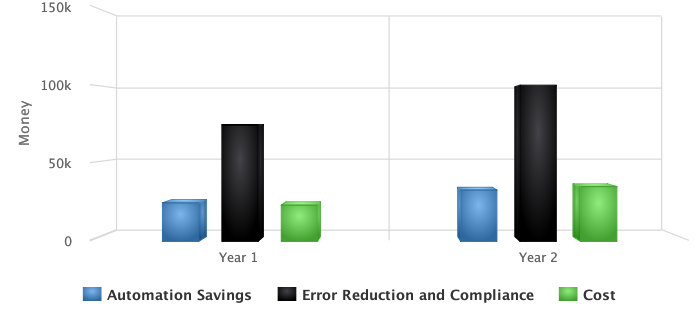 150k
100k
Money
50k
0
Year 1 Year 2
Automation Savings Error Reduction and Compliance Cost